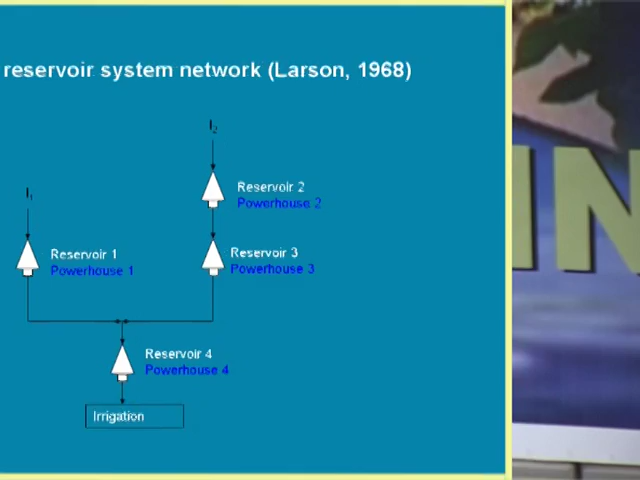 reservoir system network (Larson, 1968)
I2
Reservoir 2
Powerhouse 2
I1
Reservoir 1
Powerhouse 1
Reservoir 3
Powerhouse 3
Reservoir 4
Powerhouse 4
Irrigation
IN